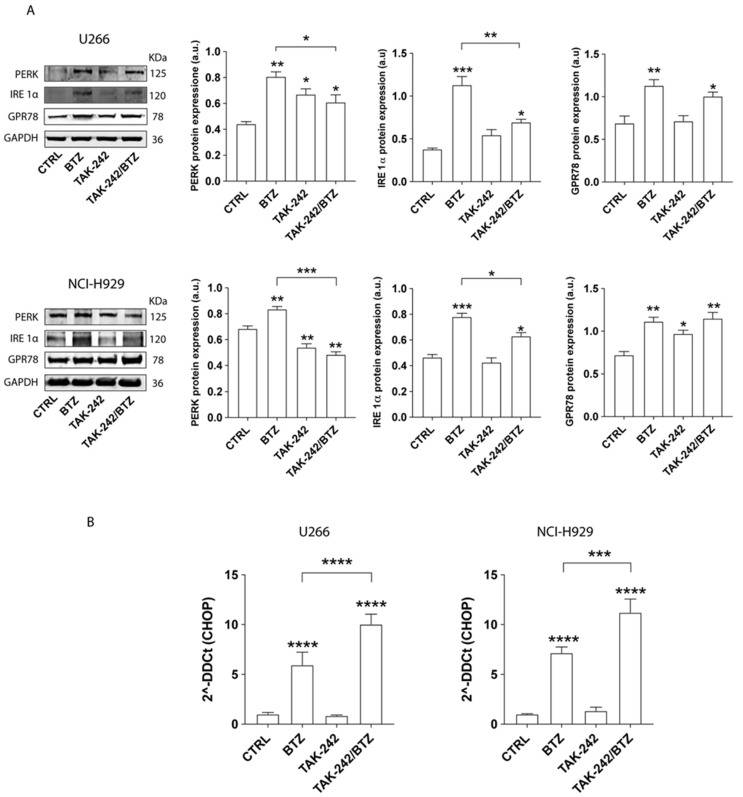 A
U266
KDa
PERK
125
IRE 1α
120
GPR78
78
GAPDH
36
CTRL
BTZ
TAK-242
TAK-242/BTZ
PERK protein expressione (a.u.)
1.0
0.8
0.6
0.4
0.2
0.0
**
*
*
*
CTRL
BTZ
TAK-242
TAK-242/BTZ
IRE 1α protein expression (a.u)
1.5
1.0
0.5
0.0
***
*
**
CTRL
BTZ
TAK-242
TAK-242/BTZ
GPR78 protein expression (a.u.)
1.5
1.0
0.5
0.0
**
*
CTRL
BTZ
TAK-242
TAK-242/BTZ
NCI-H929
KDa
PERK
125
IRE 1α
120
GPR78
78
GAPDH
36
CTRL
BTZ
TAK-242
TAK-242/BTZ
PERK protein expression (a.u.)
1.0
0.8
0.6
0.4
0.2
0.0
**
**
**
***
CTRL
BTZ
TAK-242
TAK-242/BTZ
IRE 1α protein expression (a.u.)
1.0
0.8
0.6
0.4
0.2
0.0
***
*
*
CTRL
BTZ
TAK-242
TAK-242/BTZ
GPR78 protein expression (a.u.)
1.5
1.0
0.5
0.0
**
*
**
CTRL
BTZ
TAK-242
TAK-242/BTZ
B
U266
2^-DDCt (CHOP)
15
10
5
0
****
****
****
CTRL
BTZ
TAK-242
TAK-242/BTZ
NCI-H929
2^-DDCt (CHOP)
15
10
5
0
***
****
****
CTRL
BTZ
TAK-242
TAK-242/BTZ